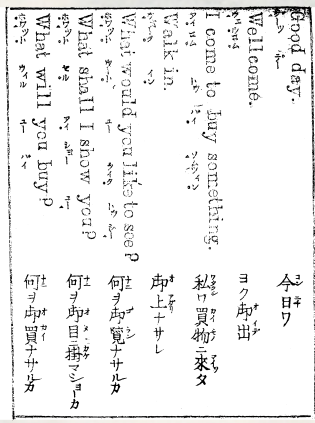 Good day.
今日ワ
Wellcome.
ヨク御出
I come to buy something.
私ワ買物ニ來タ
Walk in.
御上ナサレ
What would you like to see?
何ヲ御覽ナサルカ
What shall I show you?
何ヲ御目ニ掛マショーカ
What will you buy?
何ヲ御買ナサルカ